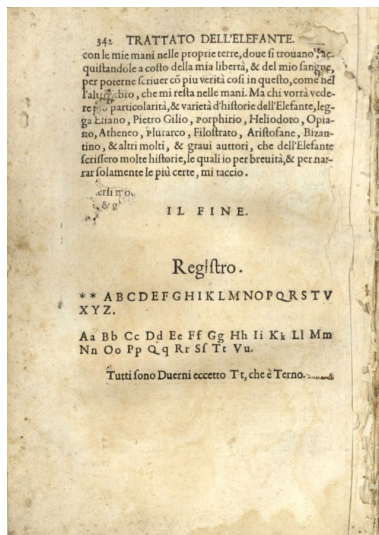 342 TRATTATO DELL'ELEFANTE.
con le mie mani nelle proprie terre, doue ſi trouano, ac-
quiſtandole a coſto della mia libertà, & del mio ſangue,
per poterne ſcriuer cõ piu verità coſi in queſto, come nel
l'altro libro, che mi reſta nelle mani. Ma chi vorrà vede-
re più particolarità, & varietà d'hiſtorie dell'Elefante, leg-
ga Eliano, Pietro Gilio, Porphirio, Heliodoro, Opia-
no, Atheneo, Plutarco, Filoſtrato, Ariſtofane, Bizan-
tino, & altri molti, & graui auttori, che dell'Elefante
ſcriſſero molte hiſtorie, le quali io per breuità, & per nar-
rar ſolamente le più certe, mi taccio.
IL FINE.
Regiſtro.
** A B C D E F G H I K L M N O P Q R S T V
X Y Z.
Aa Bb Cc Dd Ee Ff Gg Hh Ii Kk Ll Mm
Nn Oo Pp Qq Rr Sſ Tt Vu.
Tutti ſono Duerni eccetto Tt, che è Terno.